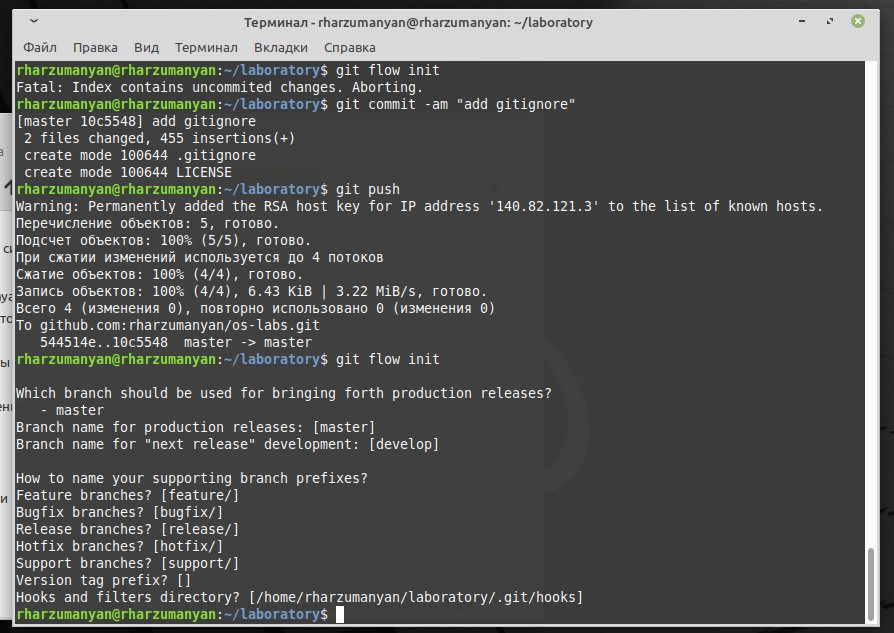 Терминал - rharzumanyan@rharzumanyan: ~/laboratory
Файл Правка Вид Терминал Вкладки Справка
rharzumanyan@rharzumanyan:~/laboratory$ git flow init
Fatal: Index contains uncommited changes. Aborting.
rharzumanyan@rharzumanyan:~/laboratory$ git commit -am "add gitignore"
[master 10c5548] add gitignore
 2 files changed, 455 insertions(+)
 create mode 100644 .gitignore
 create mode 100644 LICENSE
rharzumanyan@rharzumanyan:~/laboratory$ git push
Warning: Permanently added the RSA host key for IP address '140.82.121.3' to the list of known hosts.
Перечисление объектов: 5, готово.
Подсчет объектов: 100% (5/5), готово.
При сжатии изменений используется до 4 потоков
Сжатие объектов: 100% (4/4), готово.
Запись объектов: 100% (4/4), 6.43 KiB | 3.22 MiB/s, готово.
Всего 4 (изменения 0), повторно использовано 0 (изменения 0)
To github.com:rharzumanyan/os-labs.git
   544514e..10c5548  master -> master
rharzumanyan@rharzumanyan:~/laboratory$ git flow init
Which branch should be used for bringing forth production releases?
   - master
Branch name for production releases: [master]
Branch name for "next release" development: [develop]
How to name your supporting branch prefixes?
Feature branches? [feature/]
Bugfix branches? [bugfix/]
Release branches? [release/]
Hotfix branches? [hotfix/]
Support branches? [support/]
Version tag prefix? []
Hooks and filters directory? [/home/rharzumanyan/laboratory/.git/hooks]
rharzumanyan@rharzumanyan:~/laboratory$